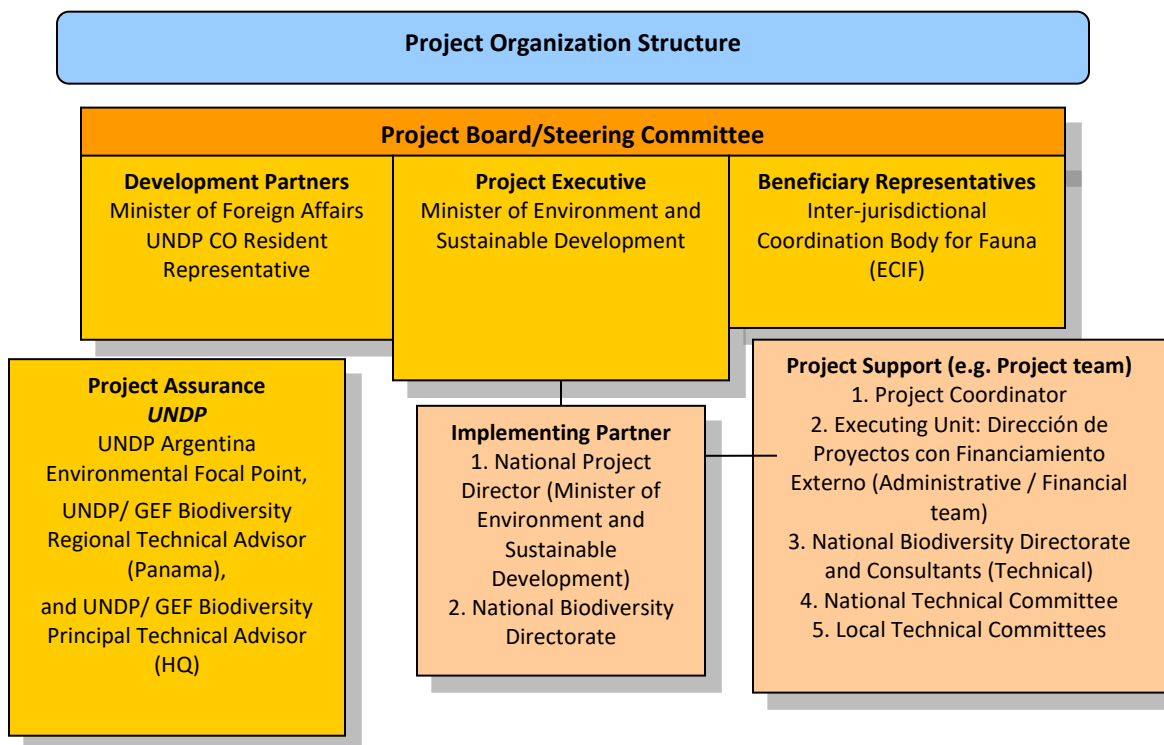 Project Organization Structure
Project Board/Steering Committee
Development Partners
Minister of Foreign Affairs
UNDP CO Resident
Representative
Project Executive
Minister of Environment and
Sustainable Development
Beneficiary Representatives
Inter-jurisdictional
Coordination Body for Fauna
(ECIF)
Project Assurance
UNDP
UNDP Argentina
Environmental Focal Point,
UNDP/ GEF Biodiversity
Regional Technical Advisor
(Panama),
and UNDP/ GEF Biodiversity
Principal Technical Advisor
(HQ)
Implementing Partner
1. National Project
Director (Minister of
Environment and
Sustainable
Development)
2. National Biodiversity
Directorate
Project Support (e.g. Project team)
1. Project Coordinator
2. Executing Unit: Dirección de
Proyectos con Financiamiento
Externo (Administrative / Financial
team)
3. National Biodiversity Directorate
and Consultants (Technical)
4. National Technical Committee
5. Local Technical Committees